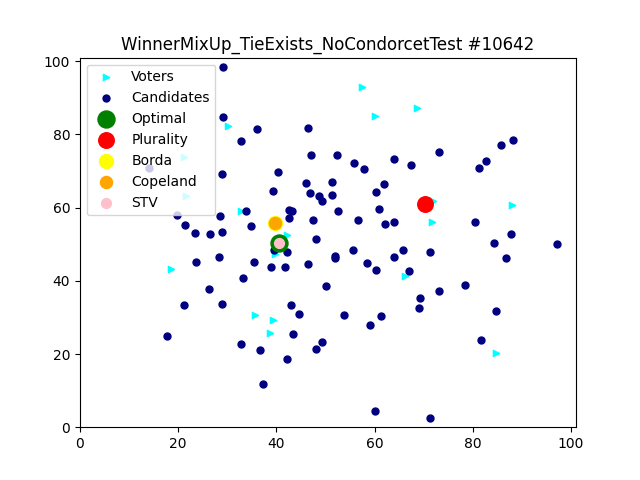 WinnerMixUp_TieExists_NoCondorcetTest #10642
100
80
60
40
20
0
0 20 40 60 80 100
Voters
Candidates
Optimal
Plurality
Borda
Copeland
STV